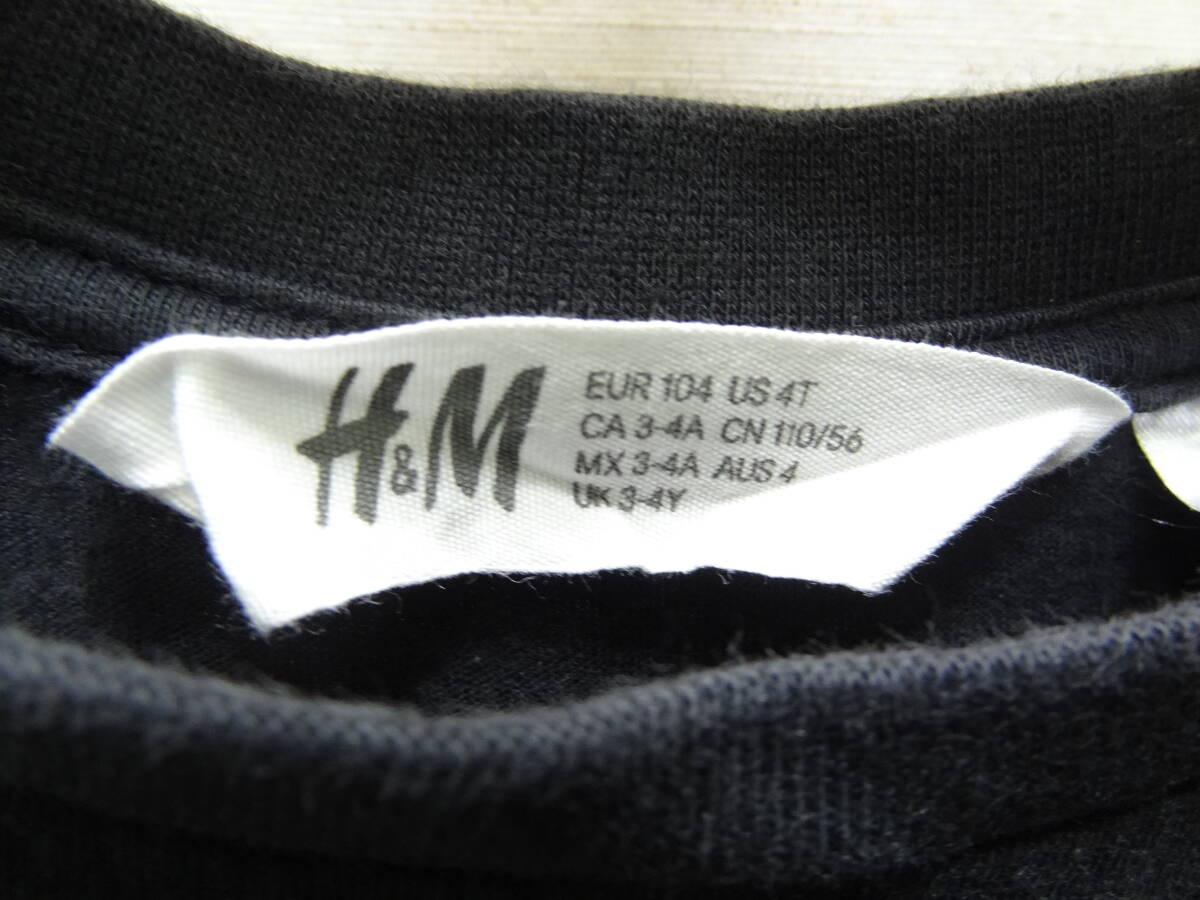 H&M
EUR 104 US 4T
CA 3-4A CN 110/56
MX 3-4A AUS 4
UK 3-4Y